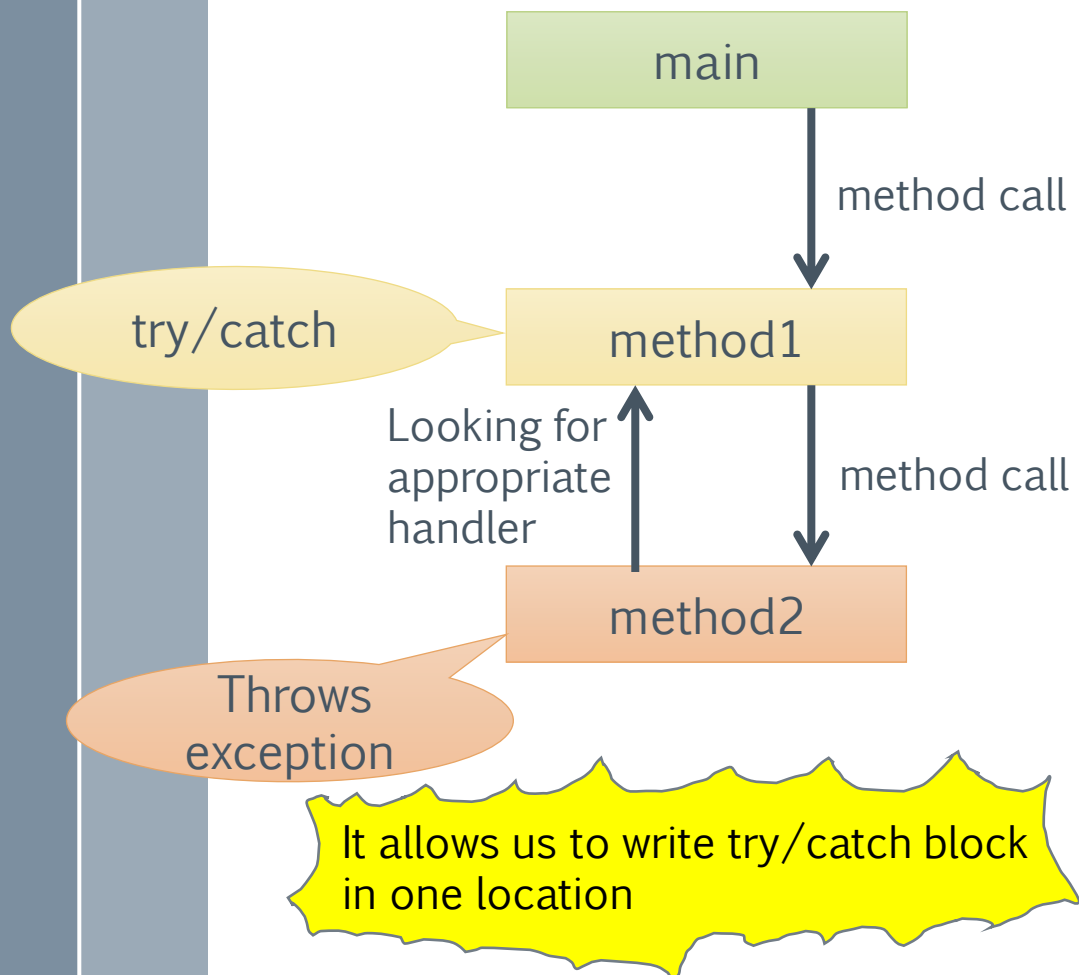 main
method call
try/catch
method1
Looking for
appropriate
handler
method call
method2
Throws
exception
It allows us to write try/catch block
in one location